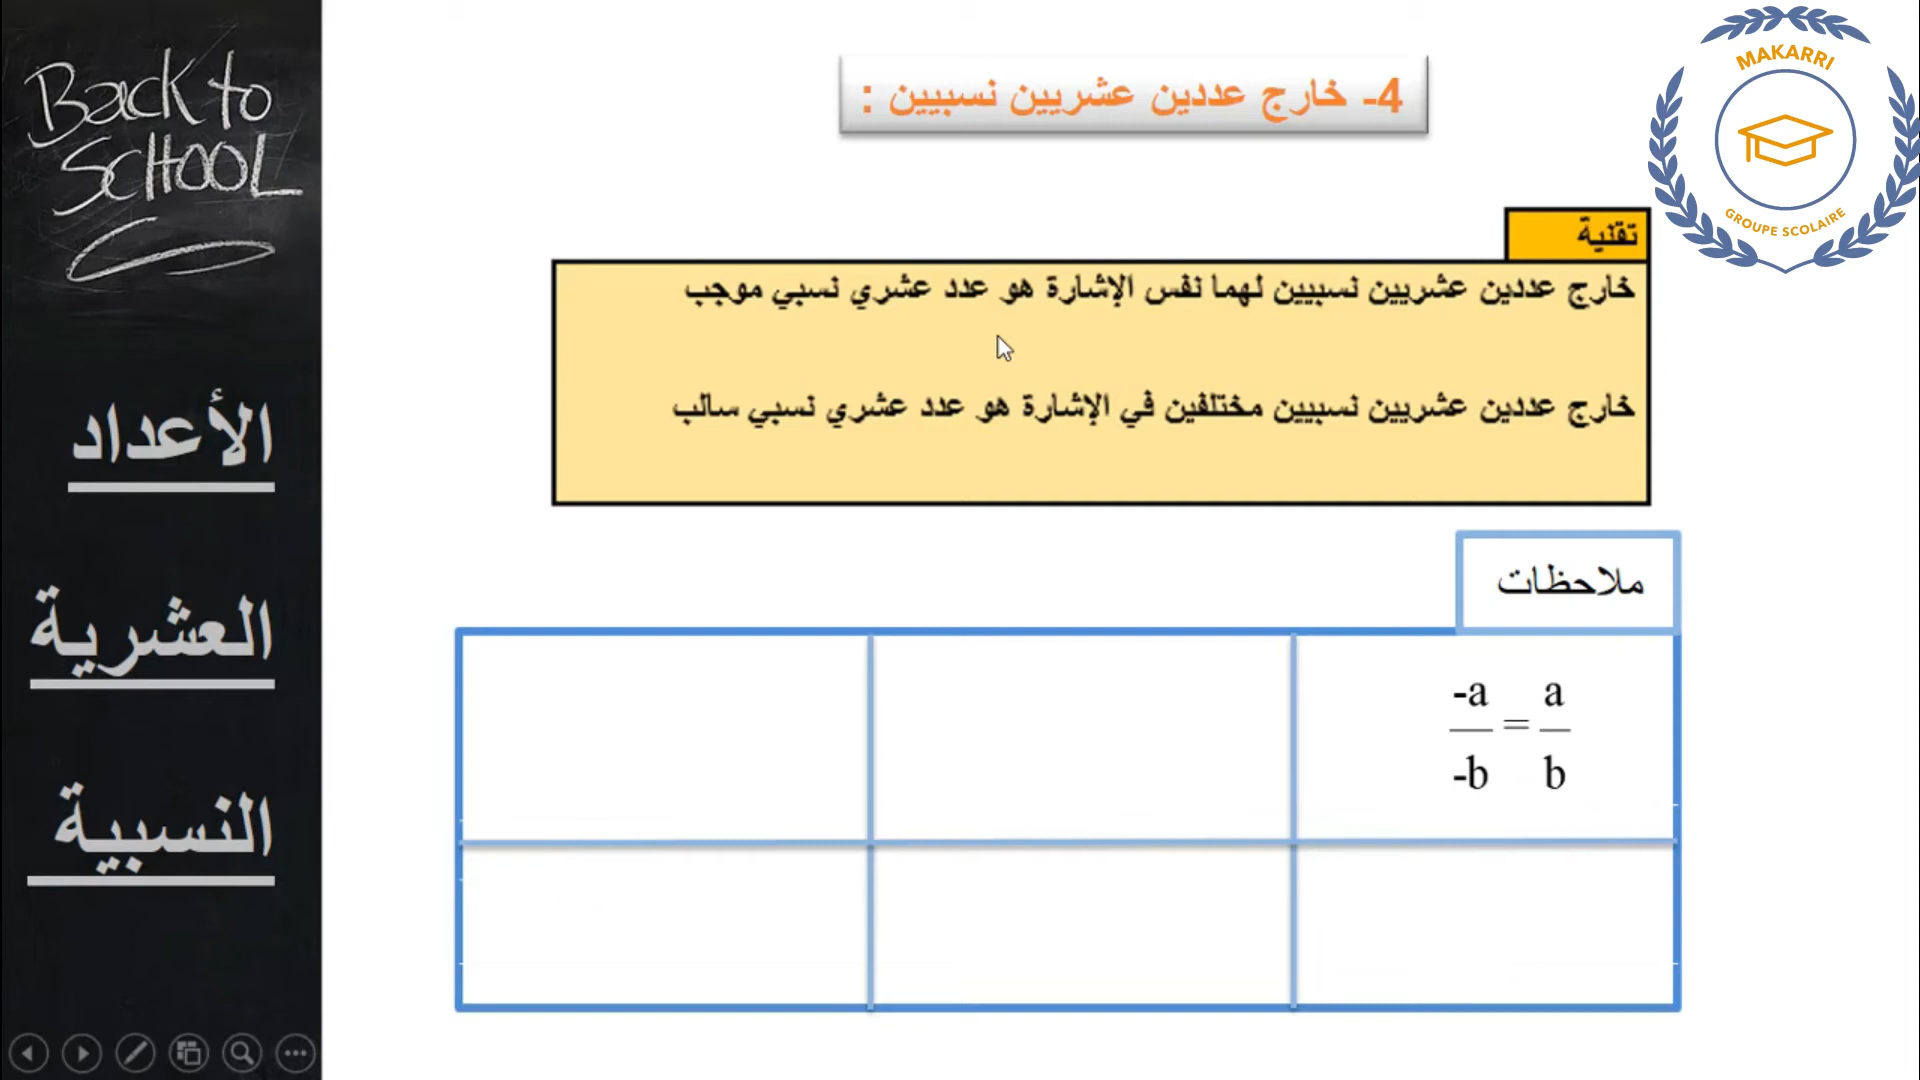 Back to
SCHOOL
الأعداد
العشرية
النسبية
MAKARRI
GROUPE SCOLAIRE
4- خارج عددين عشريين نسبيين :
تقنية
خارج عددين عشريين نسبيين لهما نفس الإشارة هو عدد عشري نسبي موجب
خارج عددين عشريين نسبيين مختلفين في الإشارة هو عدد عشري نسبي سالب
ملاحظات
-a/-b = a/b